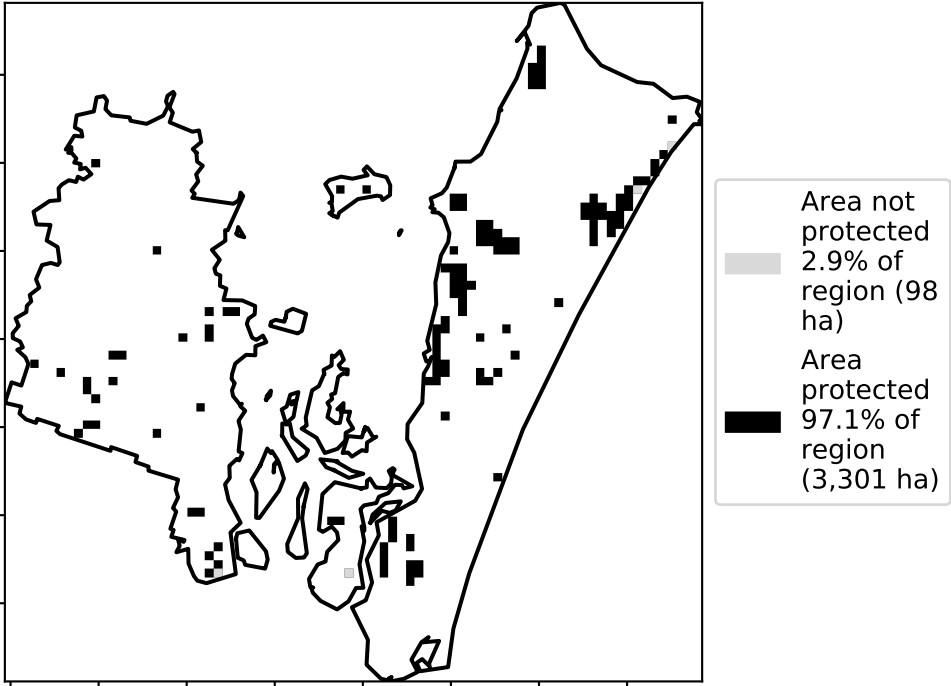 Area not
protected
2.9% of
region (98
ha)
Area
protected
97.1% of
region
(3,301 ha)